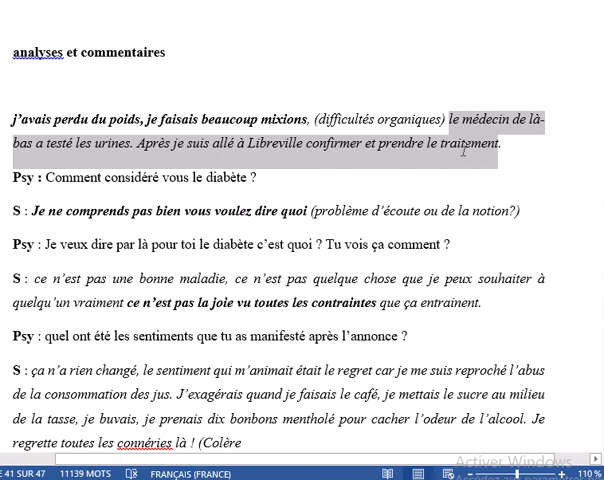 analyses et commentaires
j'avais perdu du poids, je faisais beaucoup mixions, (difficultés organiques) le médecin de là-
bas a testé les urines. Après je suis allé à Libreville confirmer et prendre le traitement.
Psy : Comment considéré vous le diabète ?
S : Je ne comprends pas bien vous voulez dire quoi (problème d'écoute ou de la notion?)
Psy : Je veux dire par là pour toi le diabète c'est quoi ? Tu vois ça comment ?
S : ce n'est pas une bonne maladie, ce n'est pas quelque chose que je peux souhaiter à
quelqu'un vraiment ce n'est pas la joie vu toutes les contraintes que ça entrainent.
Psy : quel ont été les sentiments que tu as manifesté après l'annonce ?
S : ça n'a rien changé, le sentiment qui m'animait était le regret car je me suis reproché l'abus
de la consommation des jus. J'exagérais quand je faisais le café, je mettais le sucre au milieu
de la tasse, je buvais, je prenais dix bonbons mentholé pour cacher l'odeur de l'alcool. Je
regrette toutes les connéries là ! (Colère
Activer Windows
E 41 SUR 47 11139 MOTS FRANÇAIS (FRANCE) 110 %